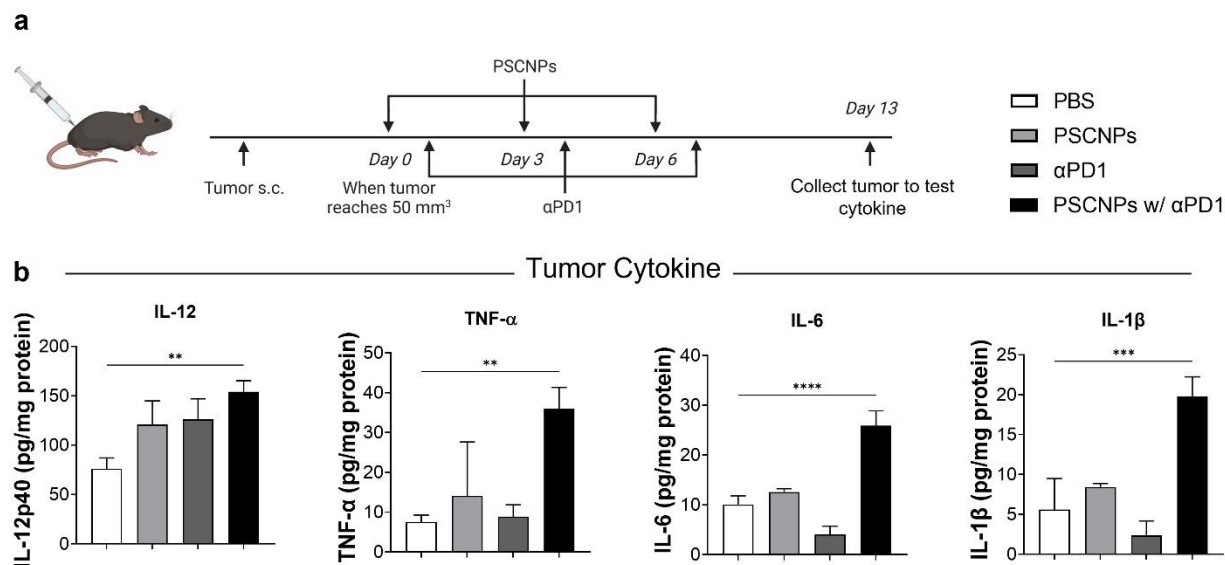 a
PSCNPs
Day 0
Day 3
Day 6
Day 13
Tumor s.c.
When tumor
reaches 50 mm³
αPD1
Collect tumor to test
cytokine
PBS
PSCNPs
αPD1
PSCNPs w/ αPD1
b
Tumor Cytokine
IL-12
IL-12p40 (pg/mg protein)
200
150
100
50
0
**
TNF-α
TNF-α (pg/mg protein)
50
40
30
20
10
0
**
IL-6
IL-6 (pg/mg protein)
40
30
20
10
0
****
IL-1β
IL-1β (pg/mg protein)
25
20
15
10
5
0
***